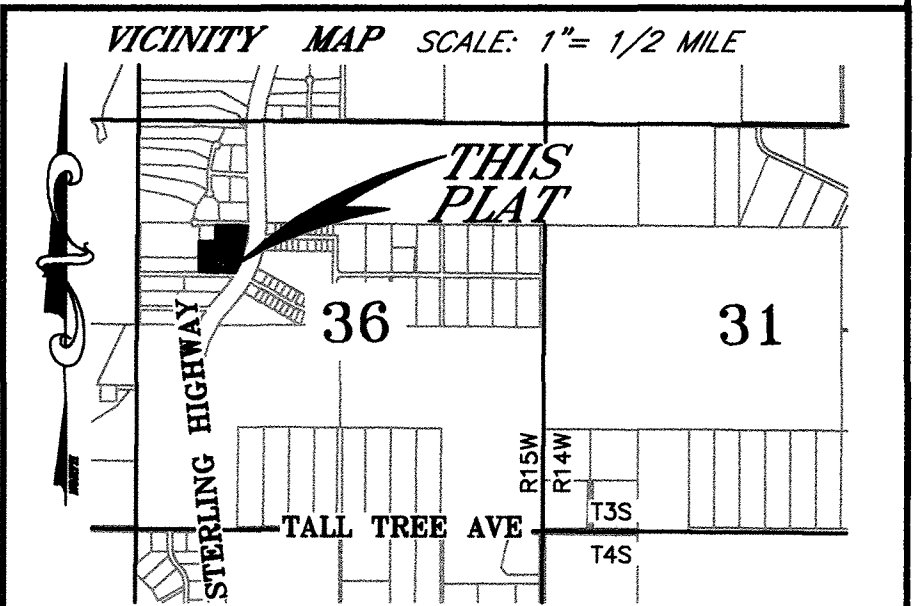 VICINITY MAP SCALE: 1"= 1/2 MILE
THIS
PLAT
36
31
STERLING HIGHWAY
R15W
R14W
T3S
TALL TREE AVE
T4S